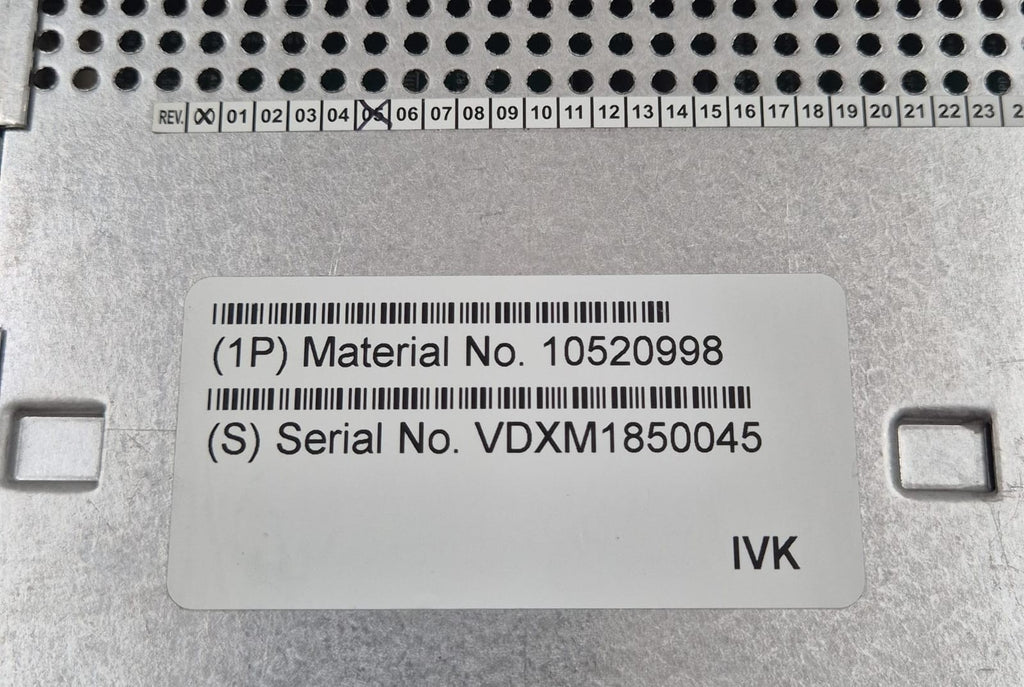 REV. 00 01 02 03 04 05 06 07 08 09 10 11 12 13 14 15 16 17 18 19 20 21 22 23
(1P) Material No. 10520998
(S) Serial No. VDXM1850045
IVK